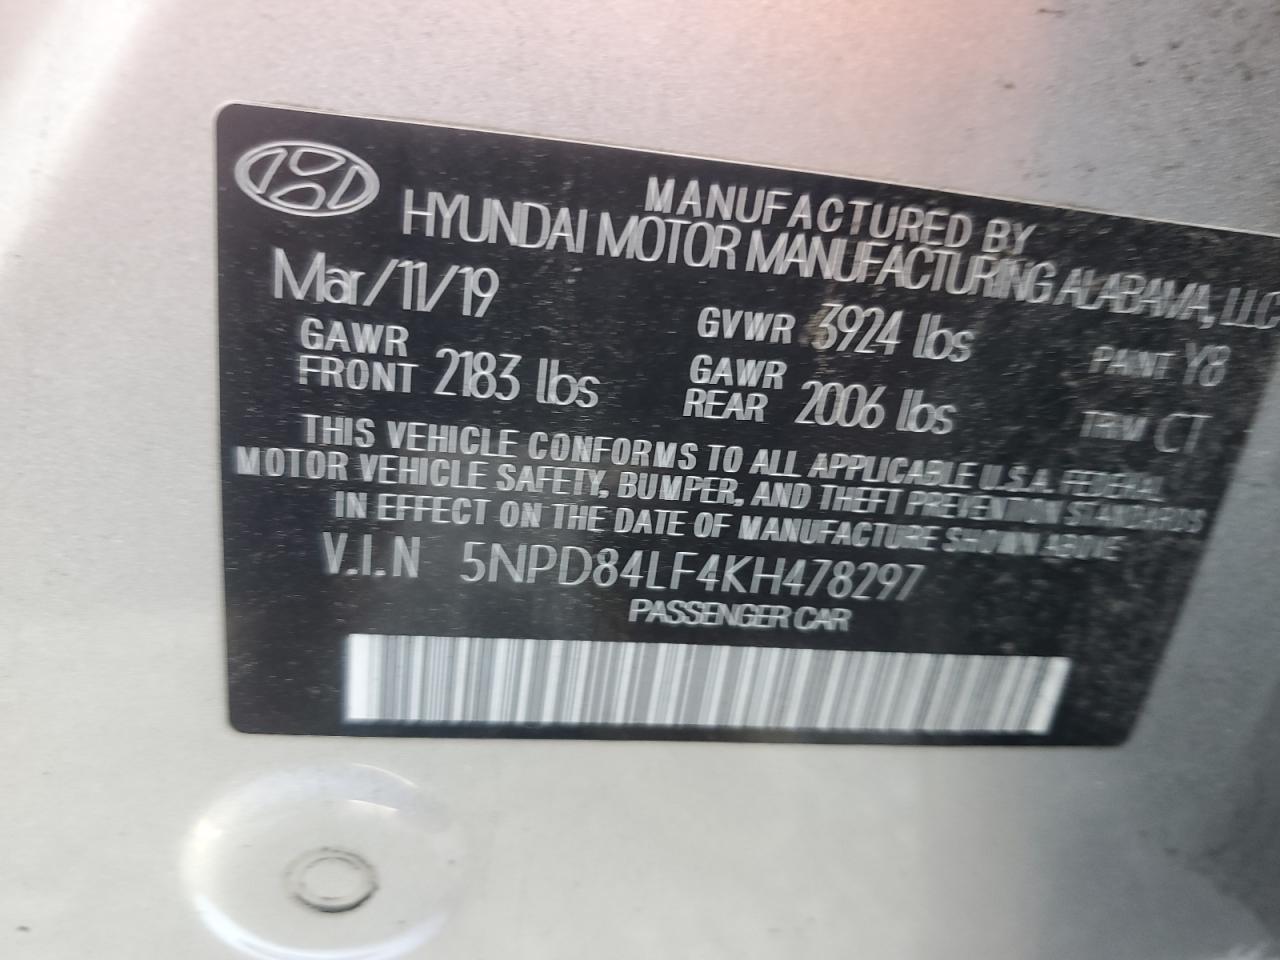 MANUFACTURED BY
HYUNDAI MOTOR MANUFACTURING ALABAMA, LLC
Mar/11/19
GVWR 3924 lbs
PAINT Y8
GAWR FRONT 2183 lbs
GAWR REAR 2006 lbs
TRIM CT
THIS VEHICLE CONFORMS TO ALL APPLICABLE U.S.A. FEDERAL
MOTOR VEHICLE SAFETY, BUMPER, AND THEFT PREVENTION STANDARDS
IN EFFECT ON THE DATE OF MANUFACTURE SHOWN ABOVE
V.I.N 5NPD84LF4KH478297
PASSENGER CAR